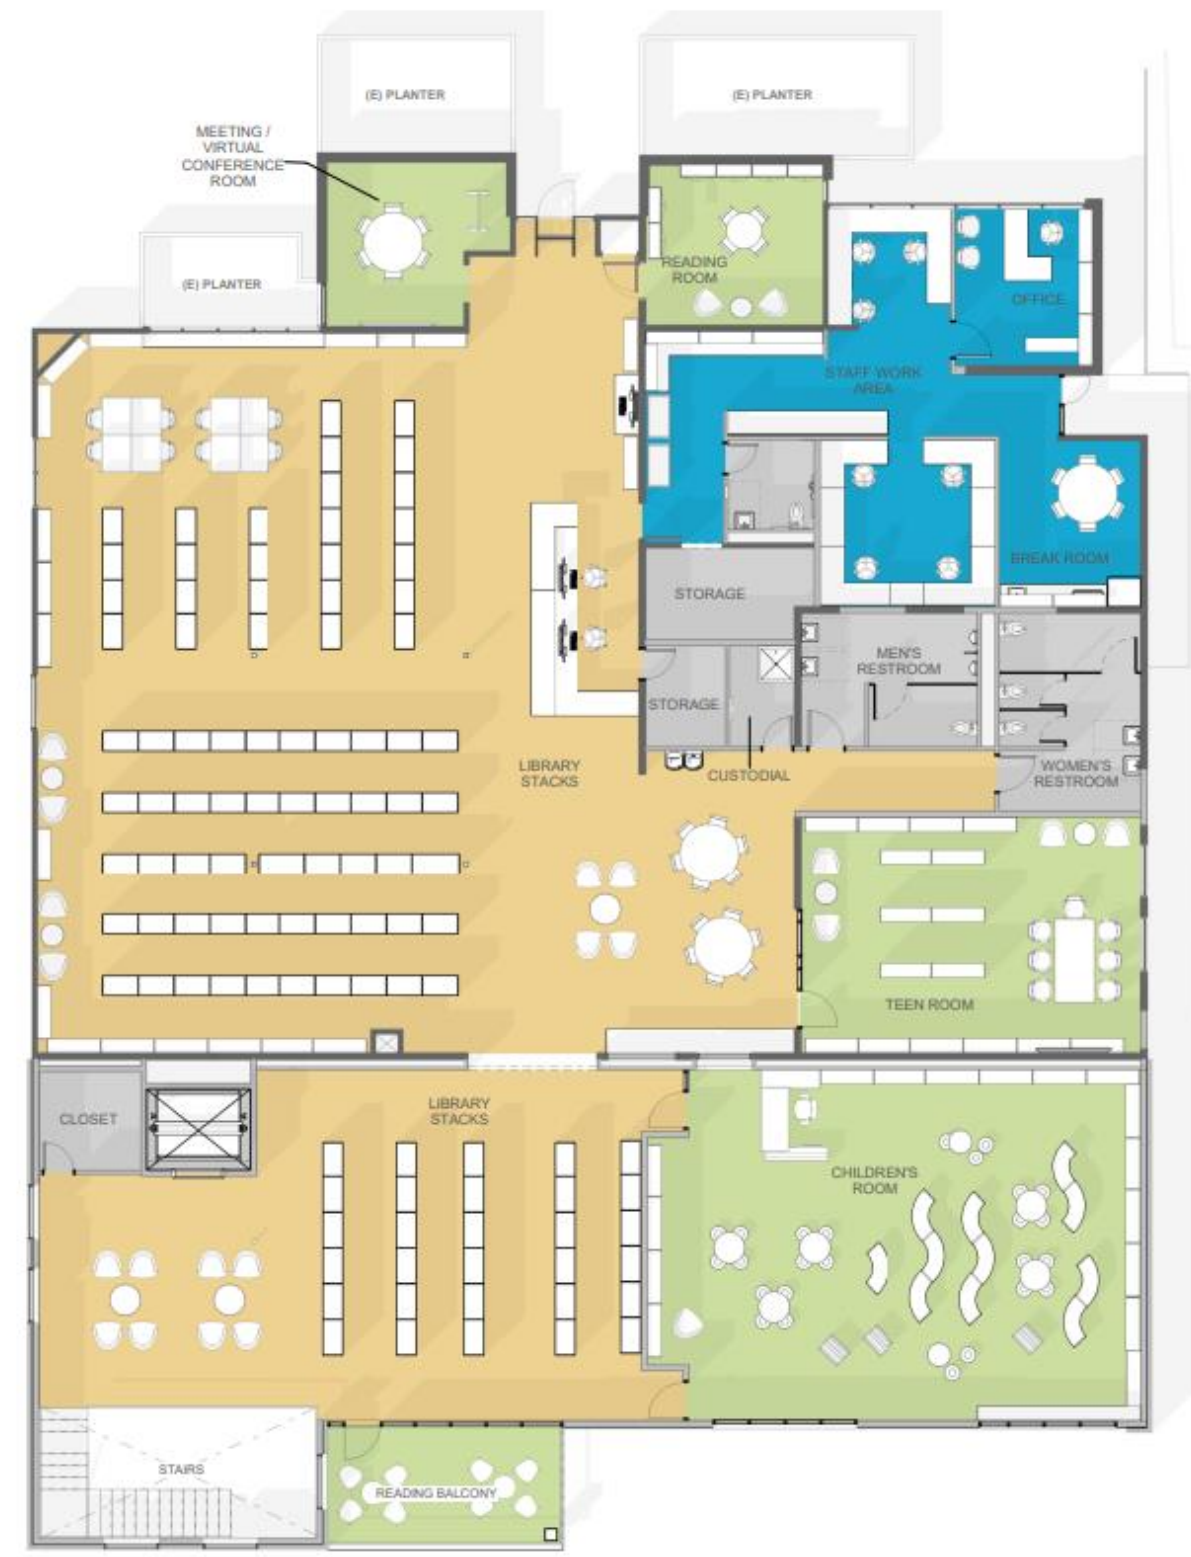 (E) PLANTER
(E) PLANTER
MEETING /
VIRTUAL
CONFERENCE
ROOM
(E) PLANTER
READING
ROOM
OFFICE
STAFF WORK
AREA
BREAK ROOM
STORAGE
MEN'S
RESTROOM
STORAGE
LIBRARY
STACKS
CUSTODIAL
WOMEN'S
RESTROOM
TEEN ROOM
CLOSET
LIBRARY
STACKS
CHILDREN'S
ROOM
STAIRS
READING BALCONY